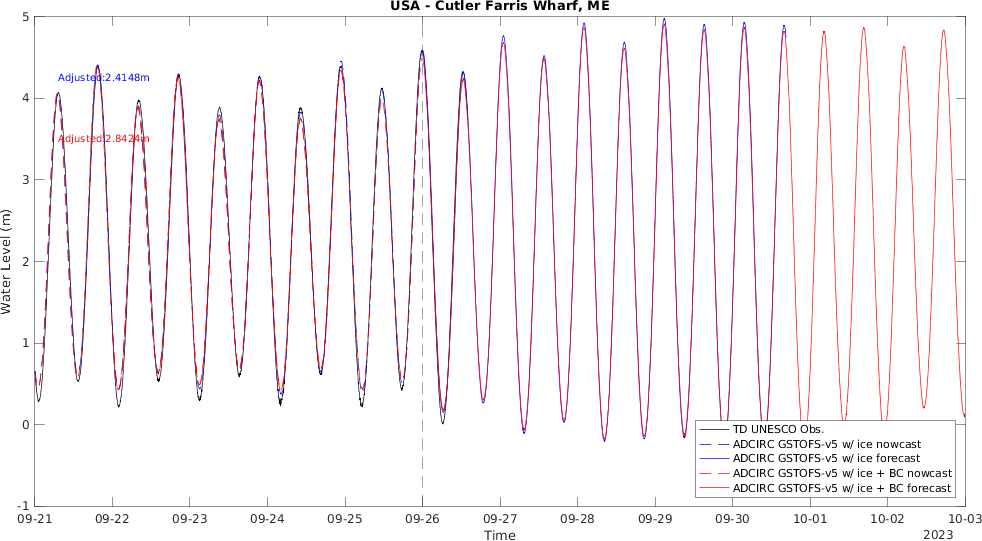 USA - Cutler Farris Wharf, ME
5
4
3
2
1
0
-1
Water Level (m)
Adjusted:2.4148m
Adjusted:2.8424m
TD UNESCO Obs.
ADCIRC GSTOFS-v5 w/ ice nowcast
ADCIRC GSTOFS-v5 w/ ice forecast
ADCIRC GSTOFS-v5 w/ ice + BC nowcast
ADCIRC GSTOFS-v5 w/ ice + BC forecast
09-21 09-22 09-23 09-24 09-25 09-26 09-27 09-28 09-29 09-30 10-01 10-02 10-03
Time
2023